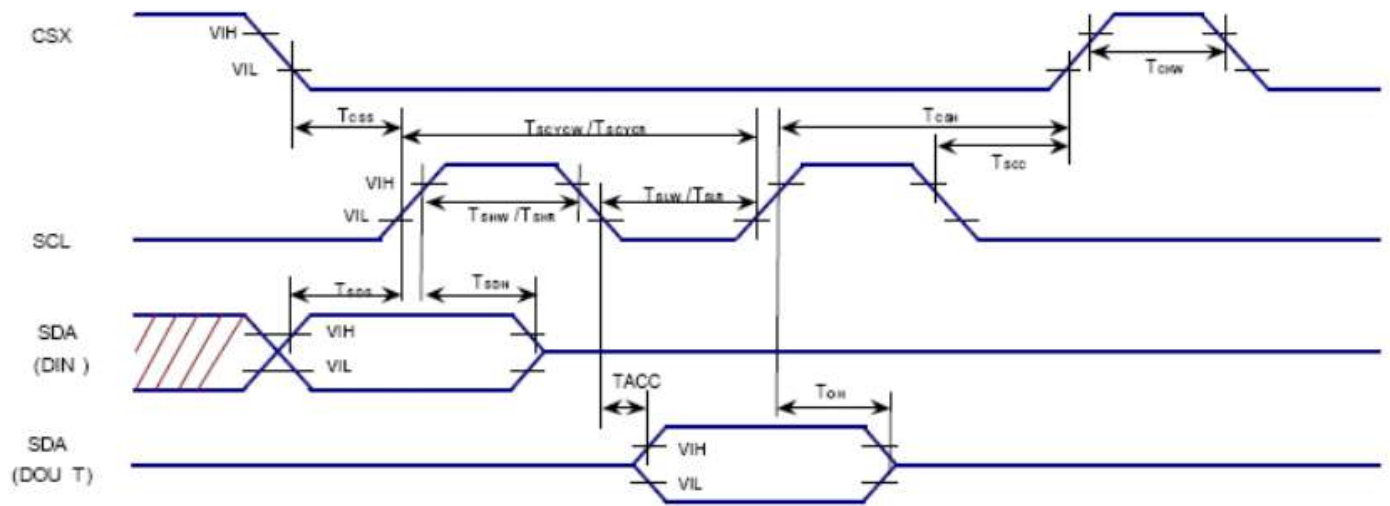 CSX
VIH
VIL
TCHW
TCSS
TSCYCW /TSCYCR
TCSH
TSCC
VIH
VIL
TSHW /TSHR
TSLW /TSLR
SCL
TSDS
TSDH
SDA
(DIN )
VIH
VIL
TACC
TOH
SDA
(DOU T)
VIH
VIL